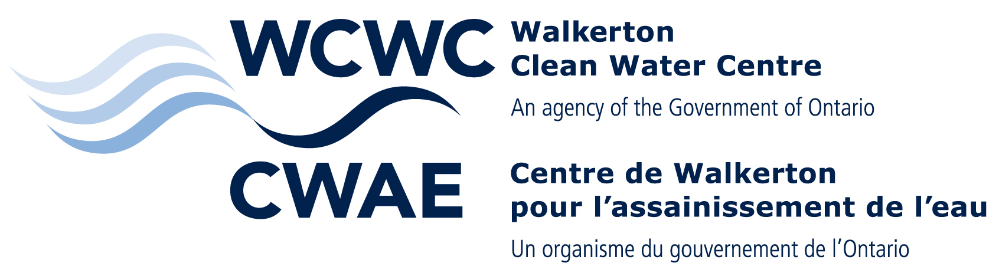 WCWC
Walkerton
Clean Water Centre
An agency of the Government of Ontario
CWAE
Centre de Walkerton
pour l’assainissement de l’eau
Un organisme du gouvernement de l’Ontario